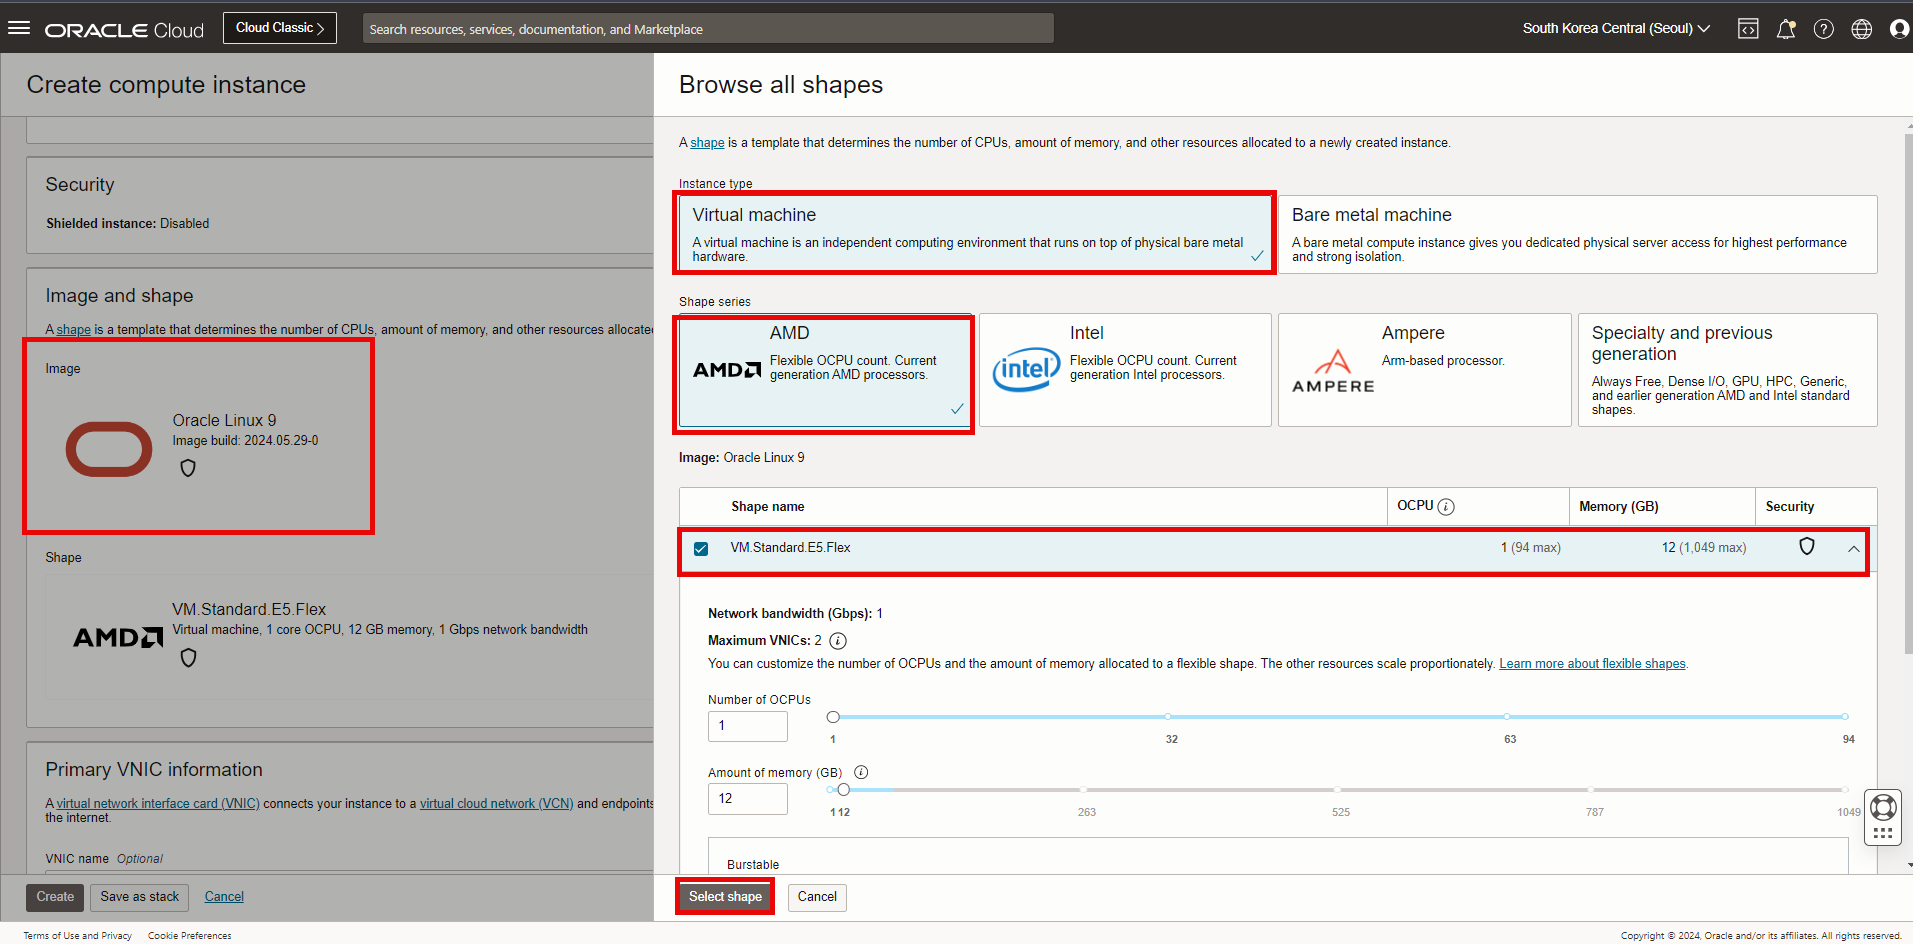 ORACLE Cloud
Cloud Classic
Search resources, services, documentation, and Marketplace
South Korea Central (Seoul)
Create compute instance
Security
Shielded instance: Disabled
Image and shape
A shape is a template that determines the number of CPUs, amount of memory, and other resources allocate
Image
Oracle Linux 9
Image build: 2024.05.29-0
Shape
AMD
VM.Standard.E5.Flex
Virtual machine, 1 core OCPU, 12 GB memory, 1 Gbps network bandwidth
Primary VNIC information
A virtual network interface card (VNIC) connects your instance to a virtual cloud network (VCN) and endpoints
the internet.
VNIC name Optional
Create
Save as stack
Cancel
Browse all shapes
A shape is a template that determines the number of CPUs, amount of memory, and other resources allocated to a newly created instance.
Instance type
Virtual machine
A virtual machine is an independent computing environment that runs on top of physical bare metal
hardware.
Bare metal machine
A bare metal compute instance gives you dedicated physical server access for highest performance
and strong isolation.
Shape series
AMD
AMD
Flexible OCPU count. Current
generation AMD processors.
Intel
intel
Flexible OCPU count. Current
generation Intel processors.
Ampere
AMPERE
Arm-based processor.
Specialty and previous
generation
Always Free, Dense I/O, GPU, HPC, Generic,
and earlier generation AMD and Intel standard
shapes.
Image: Oracle Linux 9
Shape name OCPU Memory (GB) Security
VM.Standard.E5.Flex 1 (94 max) 12 (1,049 max)
Network bandwidth (Gbps): 1
Maximum VNICs: 2
You can customize the number of OCPUs and the amount of memory allocated to a flexible shape. The other resources scale proportionately. Learn more about flexible shapes.
Number of OCPUs
1
1 32 63 94
Amount of memory (GB)
12
1 12 263 525 787 1049
Burstable
Select shape
Cancel
Terms of Use and Privacy Cookie Preferences
Copyright © 2024, Oracle and/or its affiliates. All rights reserved.